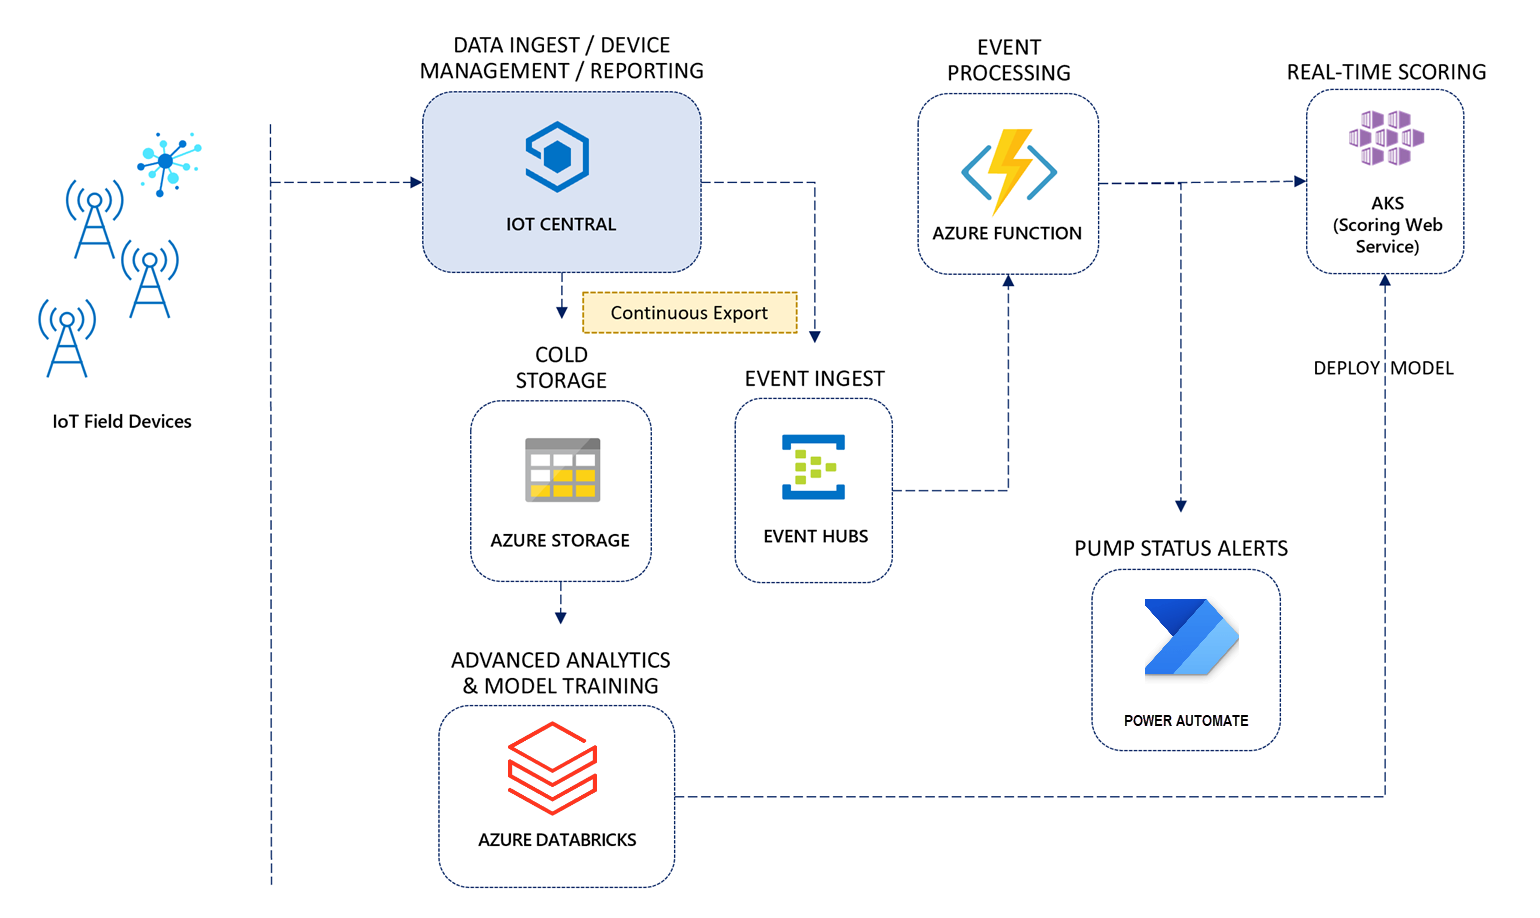 DATA INGEST / DEVICE
MANAGEMENT / REPORTING
IOT CENTRAL
EVENT
PROCESSING
AZURE FUNCTION
REAL-TIME SCORING
AKS
(Scoring Web
Service)
IoT Field Devices
Continuous Export
COLD
STORAGE
AZURE STORAGE
EVENT INGEST
EVENT HUBS
DEPLOY MODEL
PUMP STATUS ALERTS
POWER AUTOMATE
ADVANCED ANALYTICS
& MODEL TRAINING
AZURE DATABRICKS